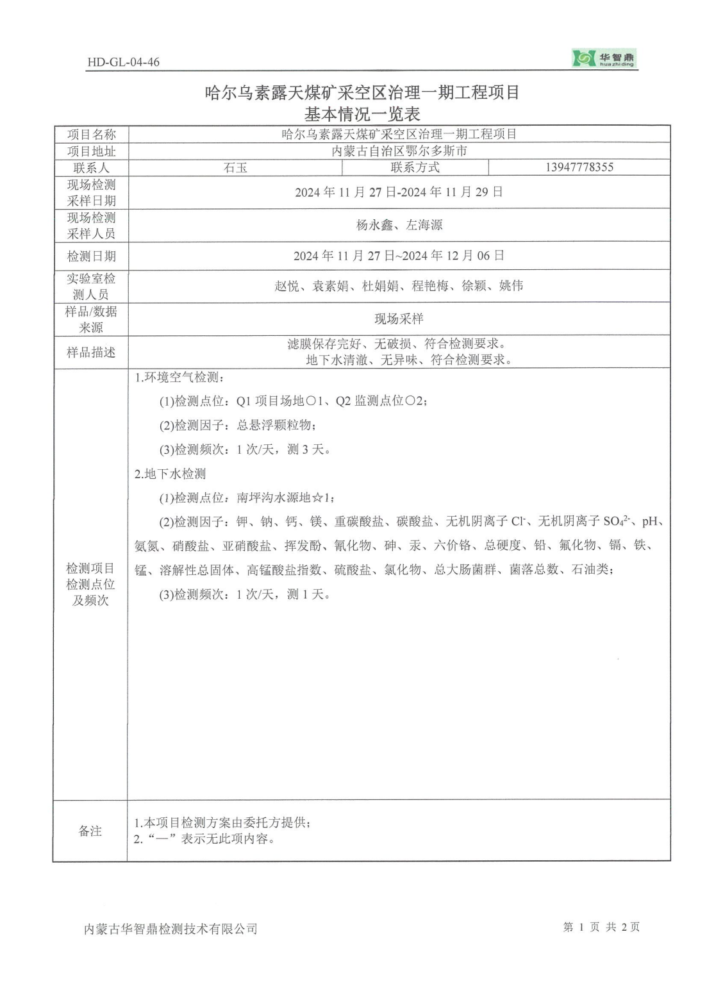 HD-GL-04-46
华智鼎
huazhiding
哈尔乌素露天煤矿采空区治理一期工程项目
基本情况一览表
项目名称 哈尔乌素露天煤矿采空区治理一期工程项目
项目地址 内蒙古自治区鄂尔多斯市
联系人 石玉 联系方式 13947778355
现场检测
采样日期
2024 年 11 月 27 日-2024 年 11 月 29 日
现场检测
采样人员
杨永鑫、左海源
检测日期 2024 年 11 月 27 日~2024 年 12 月 06 日
实验室检
测人员
赵悦、袁素娟、杜娟娟、程艳梅、徐颖、姚伟
样品/数据
来源
现场采样
样品描述
滤膜保存完好、无破损、符合检测要求。
地下水清澈、无异味、符合检测要求。
检测项目
检测点位
及频次
1.环境空气检测：
(1)检测点位：Q1 项目场地○1、Q2 监测点位○2；
(2)检测因子：总悬浮颗粒物；
(3)检测频次：1 次/天，测 3 天。
2.地下水检测
(1)检测点位：南坪沟水源地☆1；
(2)检测因子：钾、钠、钙、镁、重碳酸盐、碳酸盐、无机阴离子 Cl⁻、无机阴离子 SO₄²⁻、pH、
氨氮、硝酸盐、亚硝酸盐、挥发酚、氰化物、砷、汞、六价铬、总硬度、铅、氟化物、镉、铁、
锰、溶解性总固体、高锰酸盐指数、硫酸盐、氯化物、总大肠菌群、菌落总数、石油类；
(3)检测频次：1 次/天，测 1 天。
备注
1.本项目检测方案由委托方提供；
2. “—”表示无此项内容。
内蒙古华智鼎检测技术有限公司
第 1 页 共 2 页